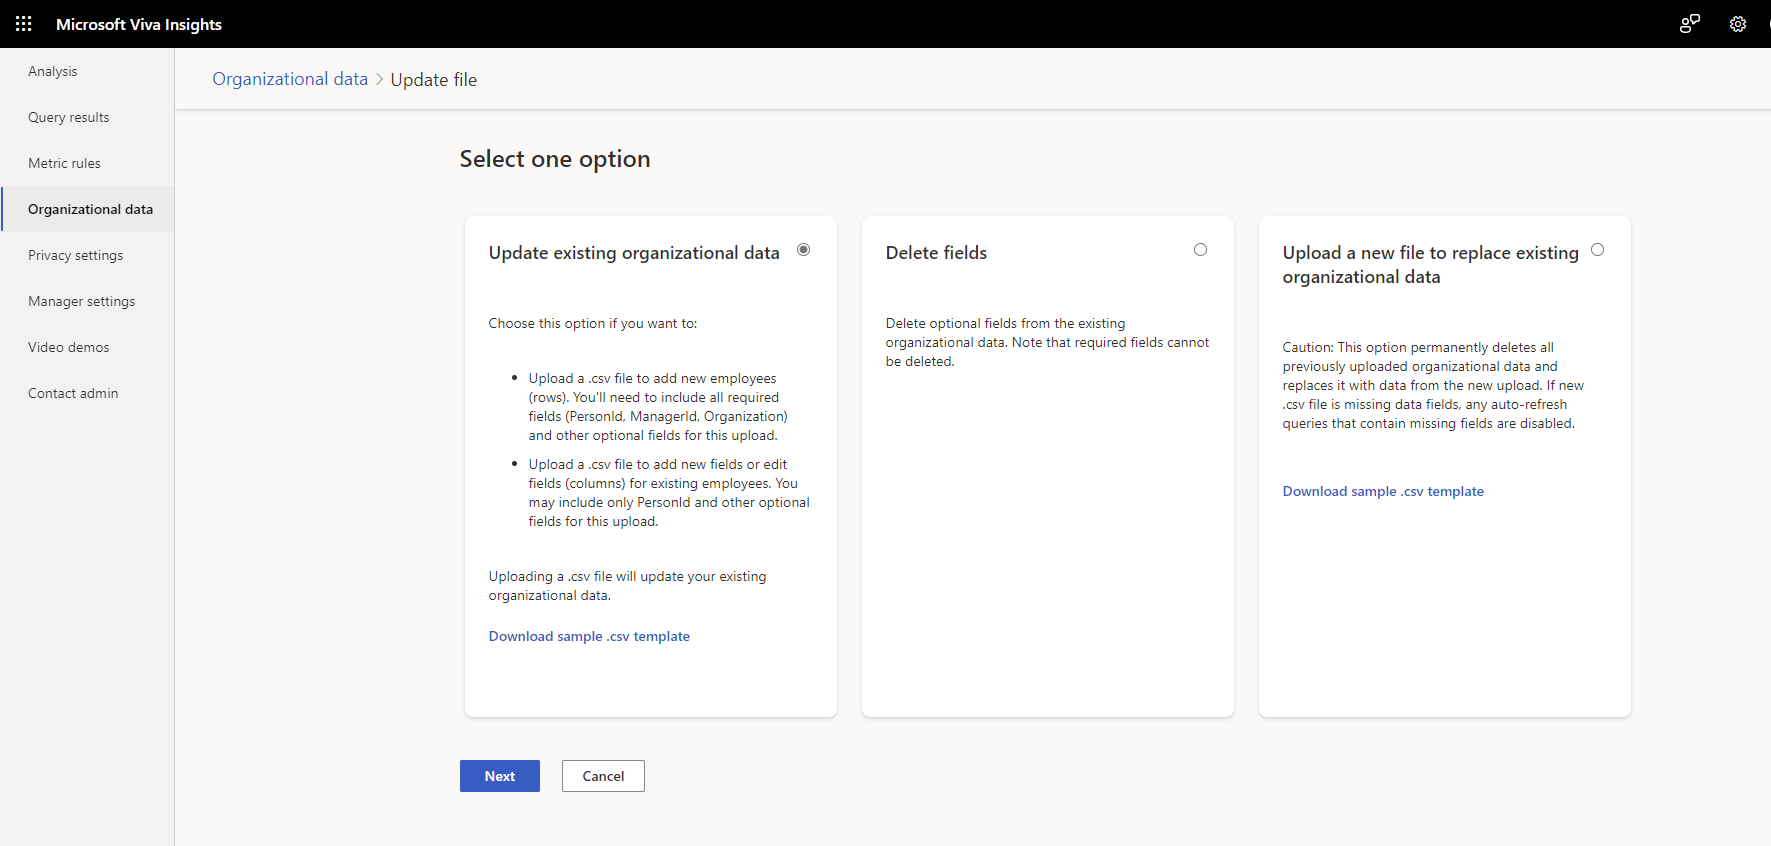 Microsoft Viva Insights
Analysis
Query results
Metric rules
Organizational data
Privacy settings
Manager settings
Video demos
Contact admin
Organizational data > Update file
Select one option
Update existing organizational data
Choose this option if you want to:
• Upload a .csv file to add new employees
(rows). You'll need to include all required
fields (PersonId, ManagerId, Organization)
and other optional fields for this upload.
• Upload a .csv file to add new fields or edit
fields (columns) for existing employees. You
may include only PersonId and other optional
fields for this upload.
Uploading a .csv file will update your existing
organizational data.
Download sample .csv template
Delete fields
Delete optional fields from the existing
organizational data. Note that required fields cannot
be deleted.
Upload a new file to replace existing
organizational data
Caution: This option permanently deletes all
previously uploaded organizational data and
replaces it with data from the new upload. If new
.csv file is missing data fields, any auto-refresh
queries that contain missing fields are disabled.
Download sample .csv template
Next
Cancel